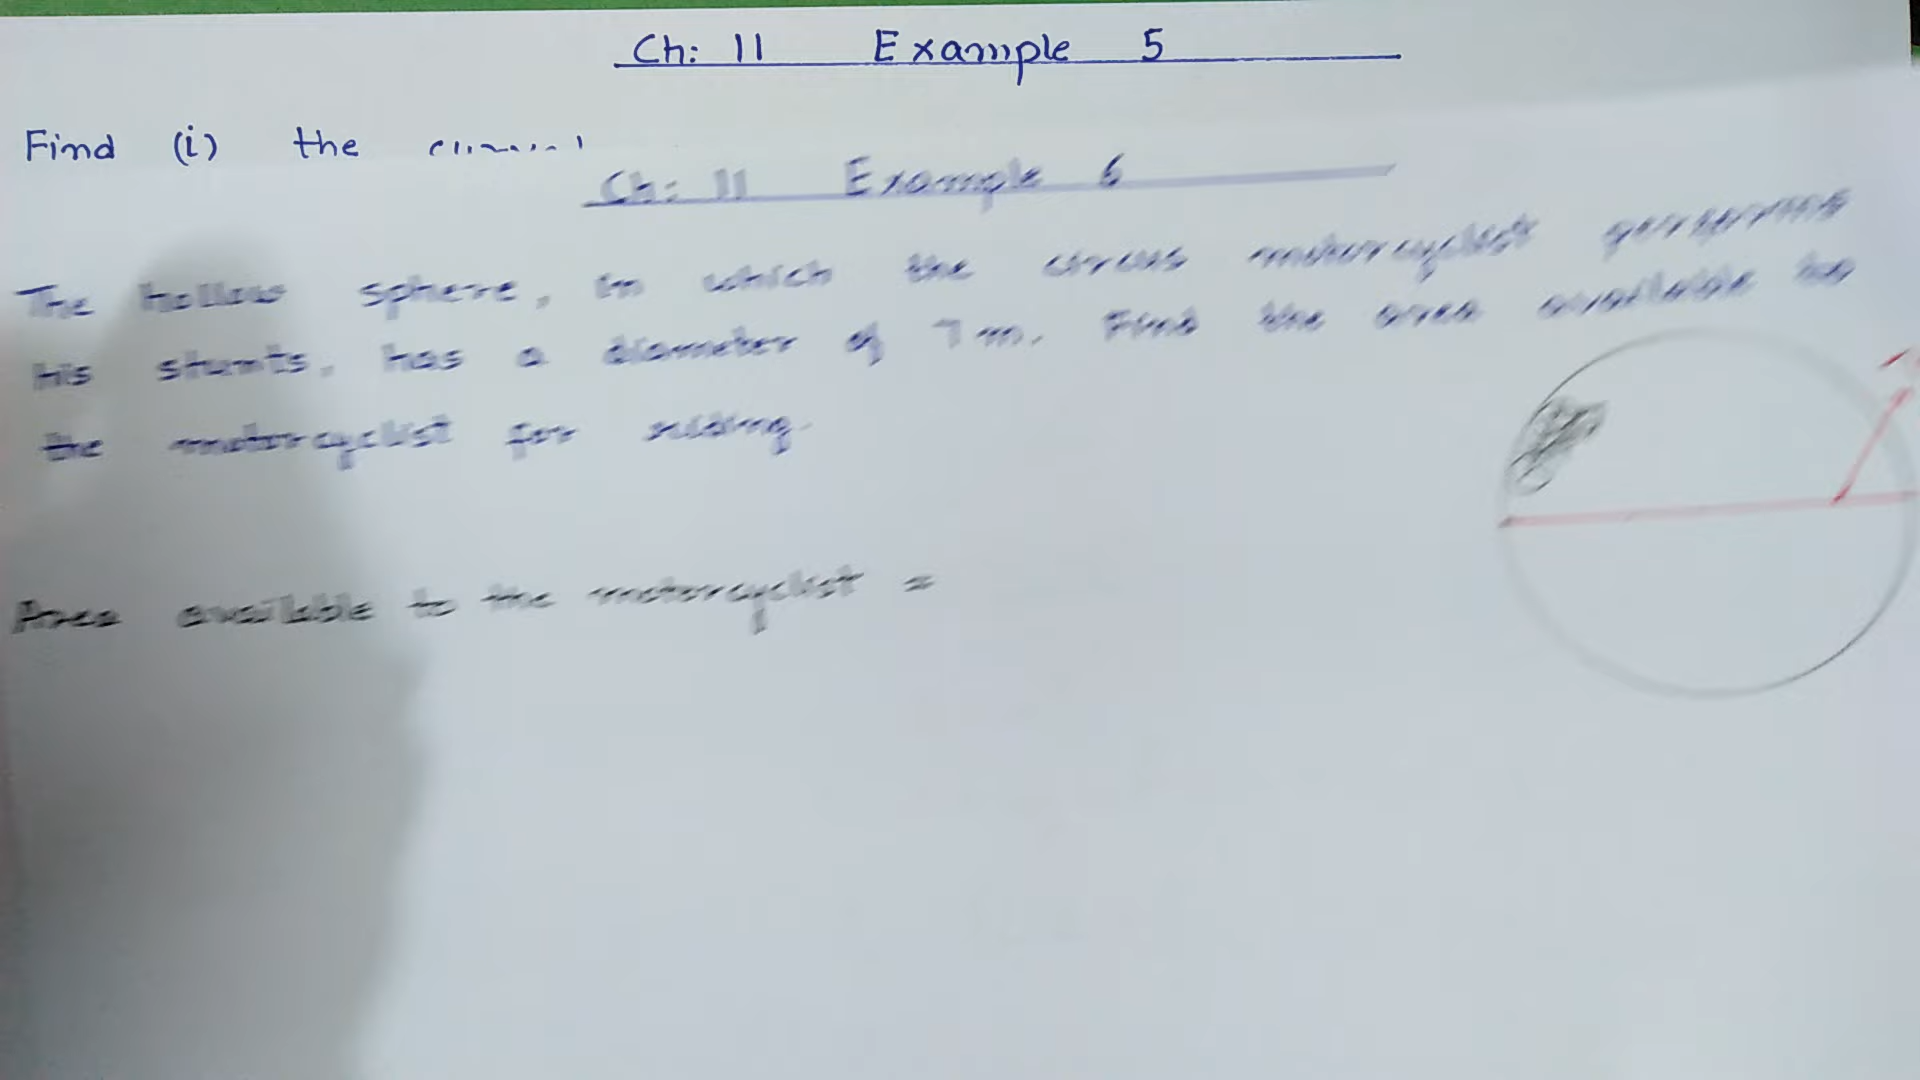 Ch: 11 Example 5
Find (i) the
Ch: 11 Example 6
The hollow sphere, in which the circus motorcyclist performs
his stunts, has a diameter of 7 m. Find the area available to
the motorcyclist for riding.
Area available to the motorcyclist =